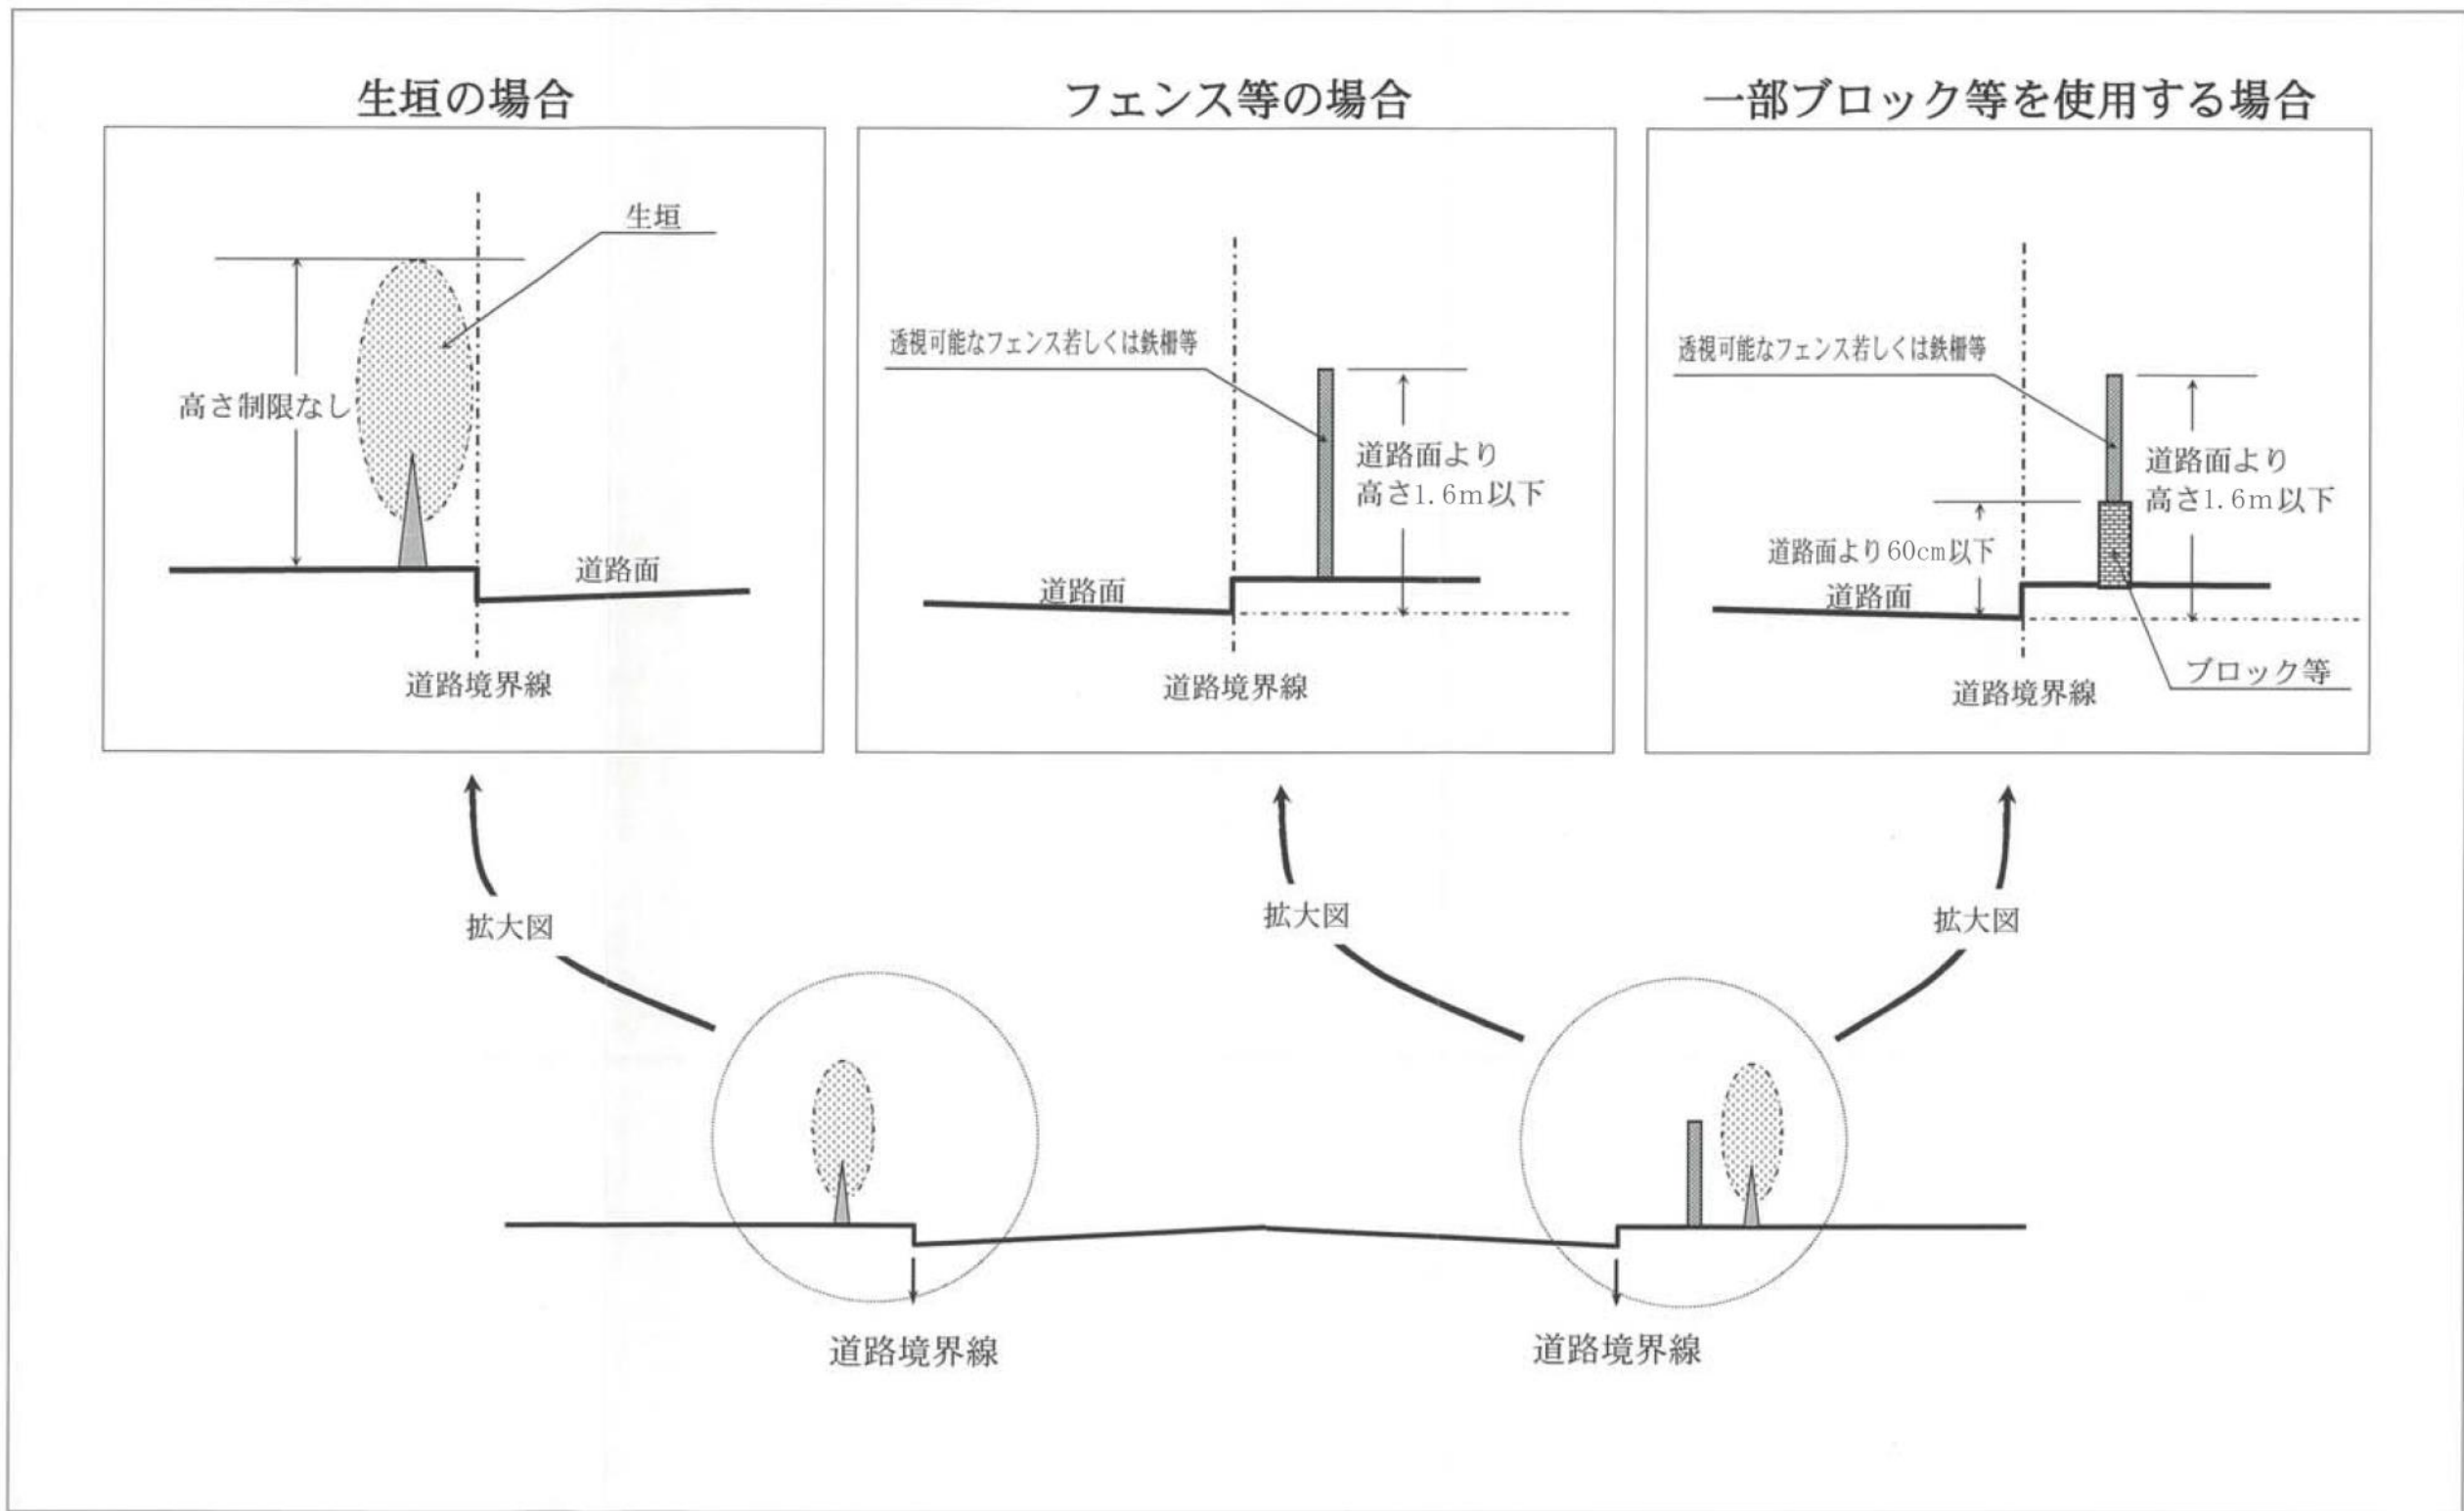 生垣の場合
生垣
高さ制限なし
道路面
道路境界線
フェンス等の場合
透視可能なフェンス若しくは鉄柵等
道路面より
高さ1.6m以下
道路面
道路境界線
一部ブロック等を使用する場合
透視可能なフェンス若しくは鉄柵等
道路面より
高さ1.6m以下
道路面より60cm以下
道路面
ブロック等
道路境界線
拡大図
拡大図
拡大図
道路境界線
道路境界線